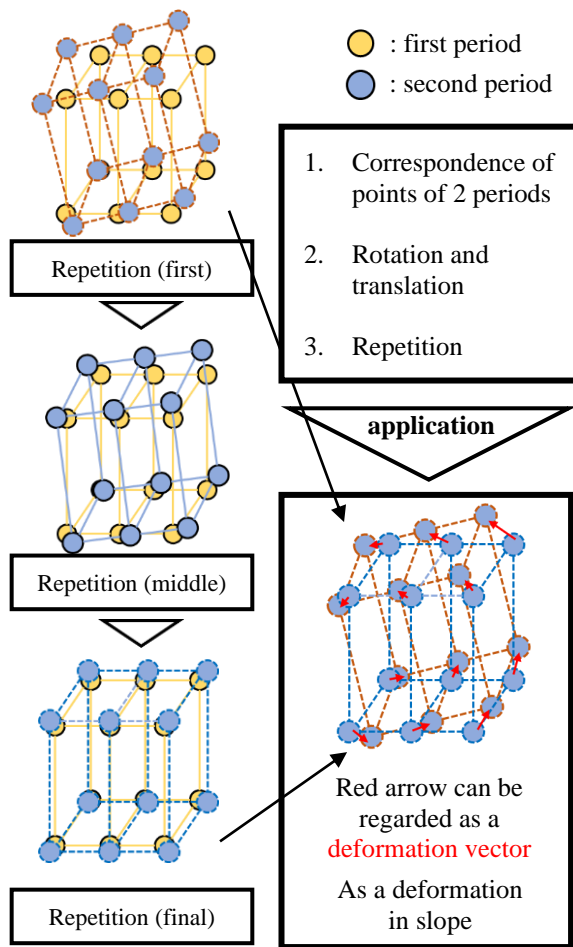 : first period
: second period
1. Correspondence of
points of 2 periods
2. Rotation and
translation
3. Repetition
Repetition (first)
application
Repetition (middle)
Red arrow can be
regarded as a
deformation vector
As a deformation
in slope
Repetition (final)